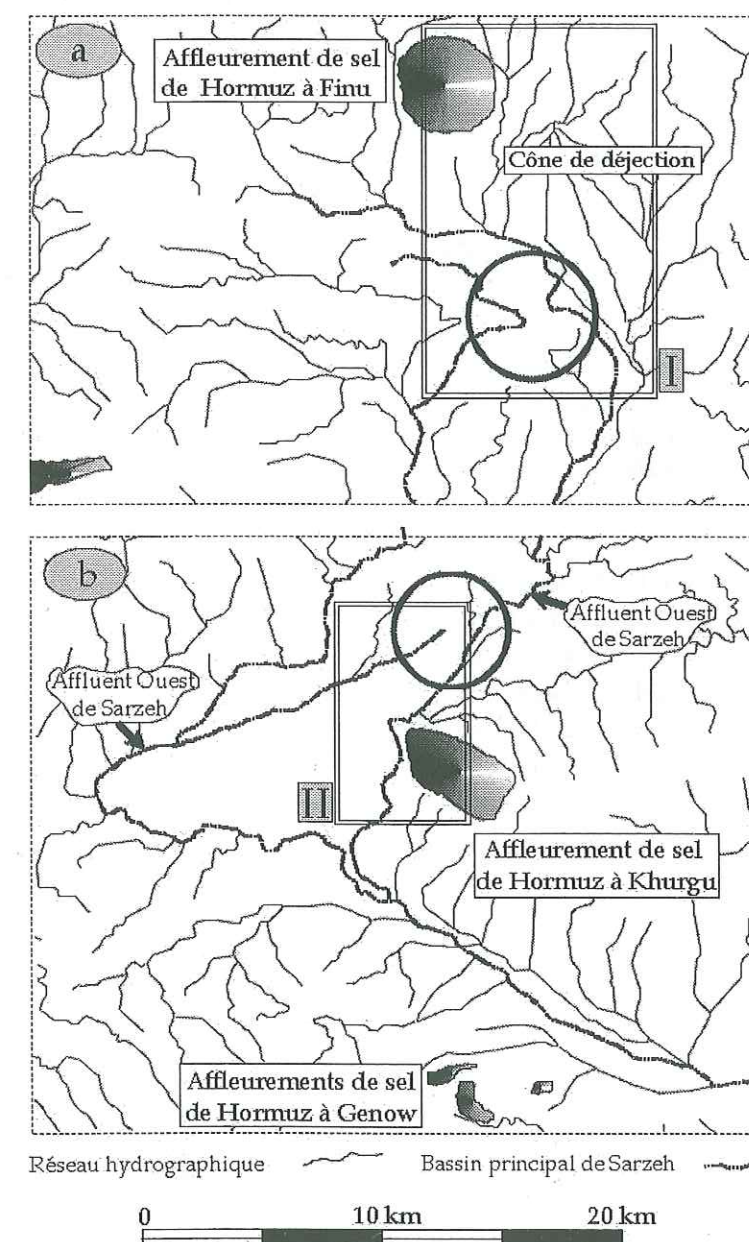 a
Affleurement de sel
de Hormuz à Finu
Cône de déjection
I
b
Affluent Ouest
de Sarzeh
Affluent Ouest
de Sarzeh
II
Affleurement de sel
de Hormuz à Khurgu
Affleurements de sel
de Hormuz à Genow
Réseau hydrographique
Bassin principal de Sarzeh
0 10 km 20 km